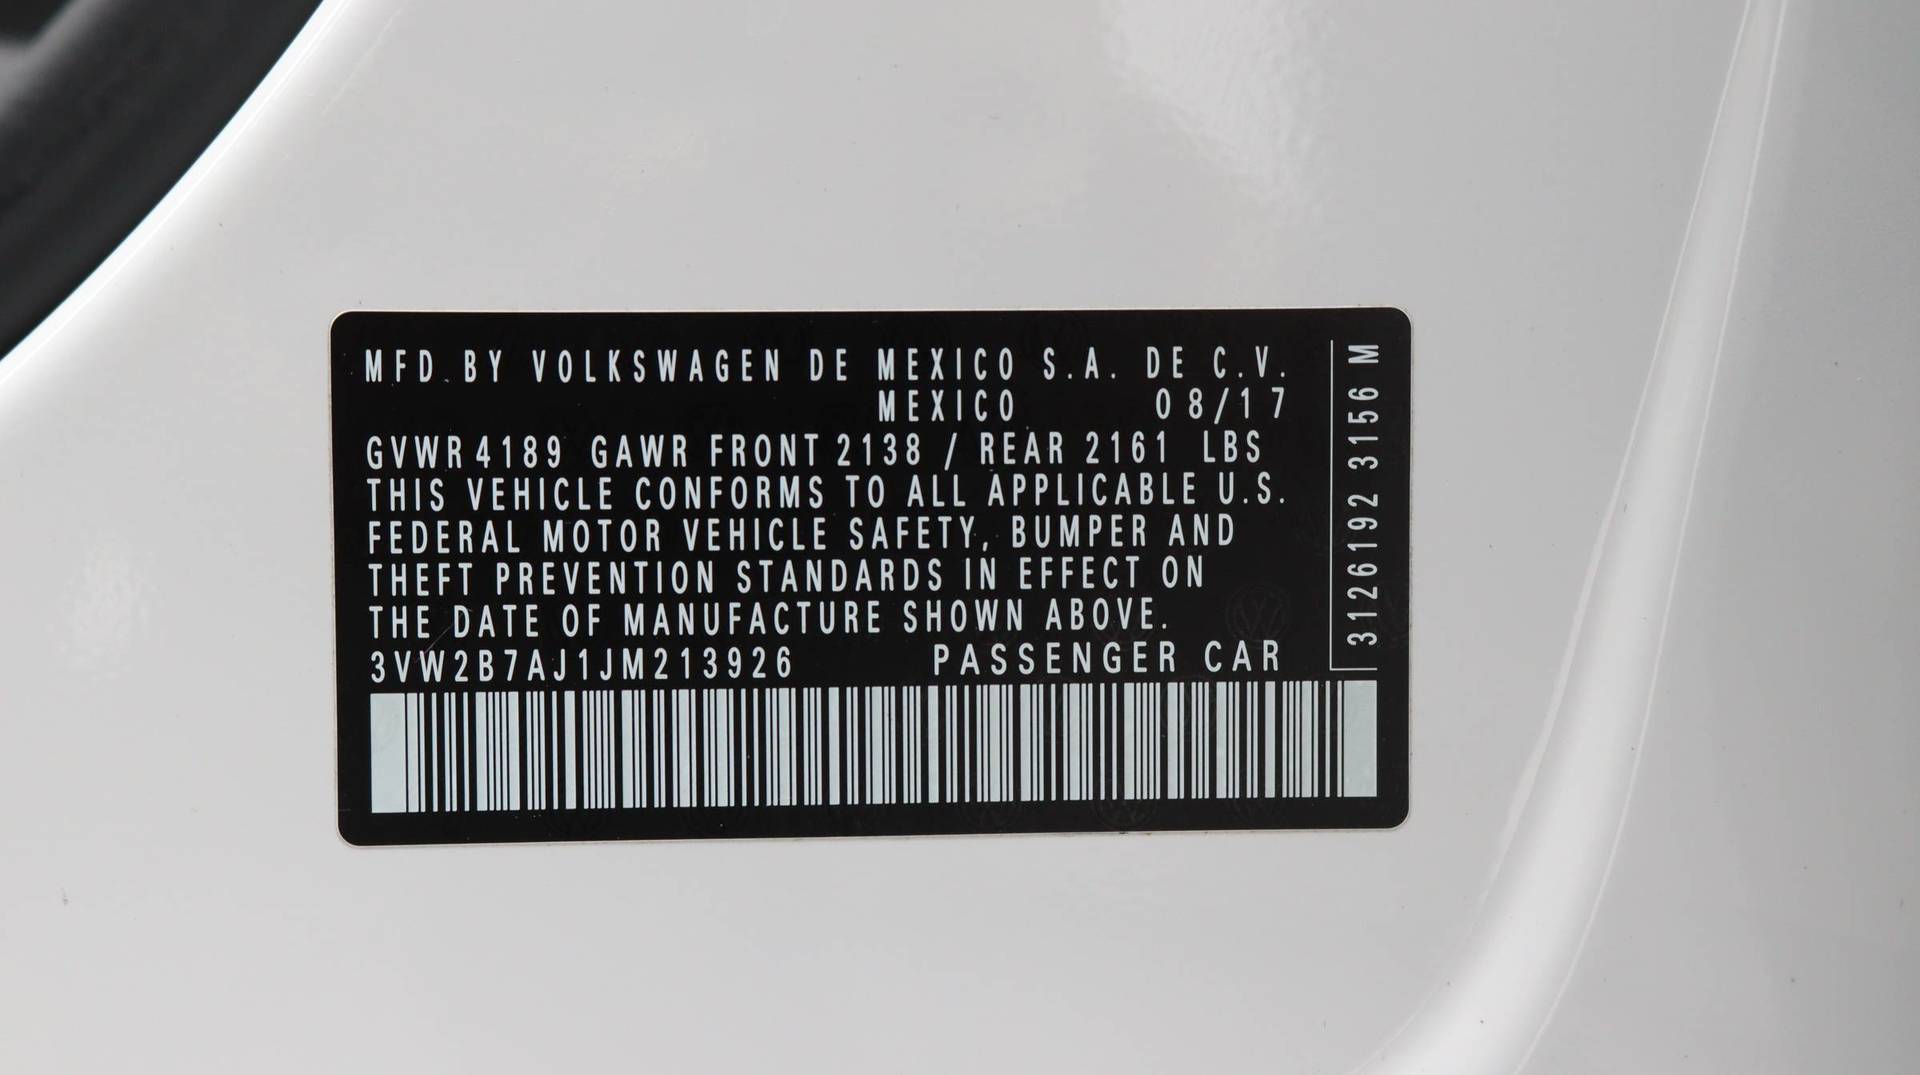 MFD. BY VOLKSWAGEN DE MEXICO S.A. DE C.V.
MEXICO 08/17
GVWR 4189 GAWR FRONT 2138 / REAR 2161 LBS
THIS VEHICLE CONFORMS TO ALL APPLICABLE U.S.
FEDERAL MOTOR VEHICLE SAFETY, BUMPER AND
THEFT PREVENTION STANDARDS IN EFFECT ON
THE DATE OF MANUFACTURE SHOWN ABOVE.
3VW2B7AJ1JM213926 PASSENGER CAR
3126192 3156 M